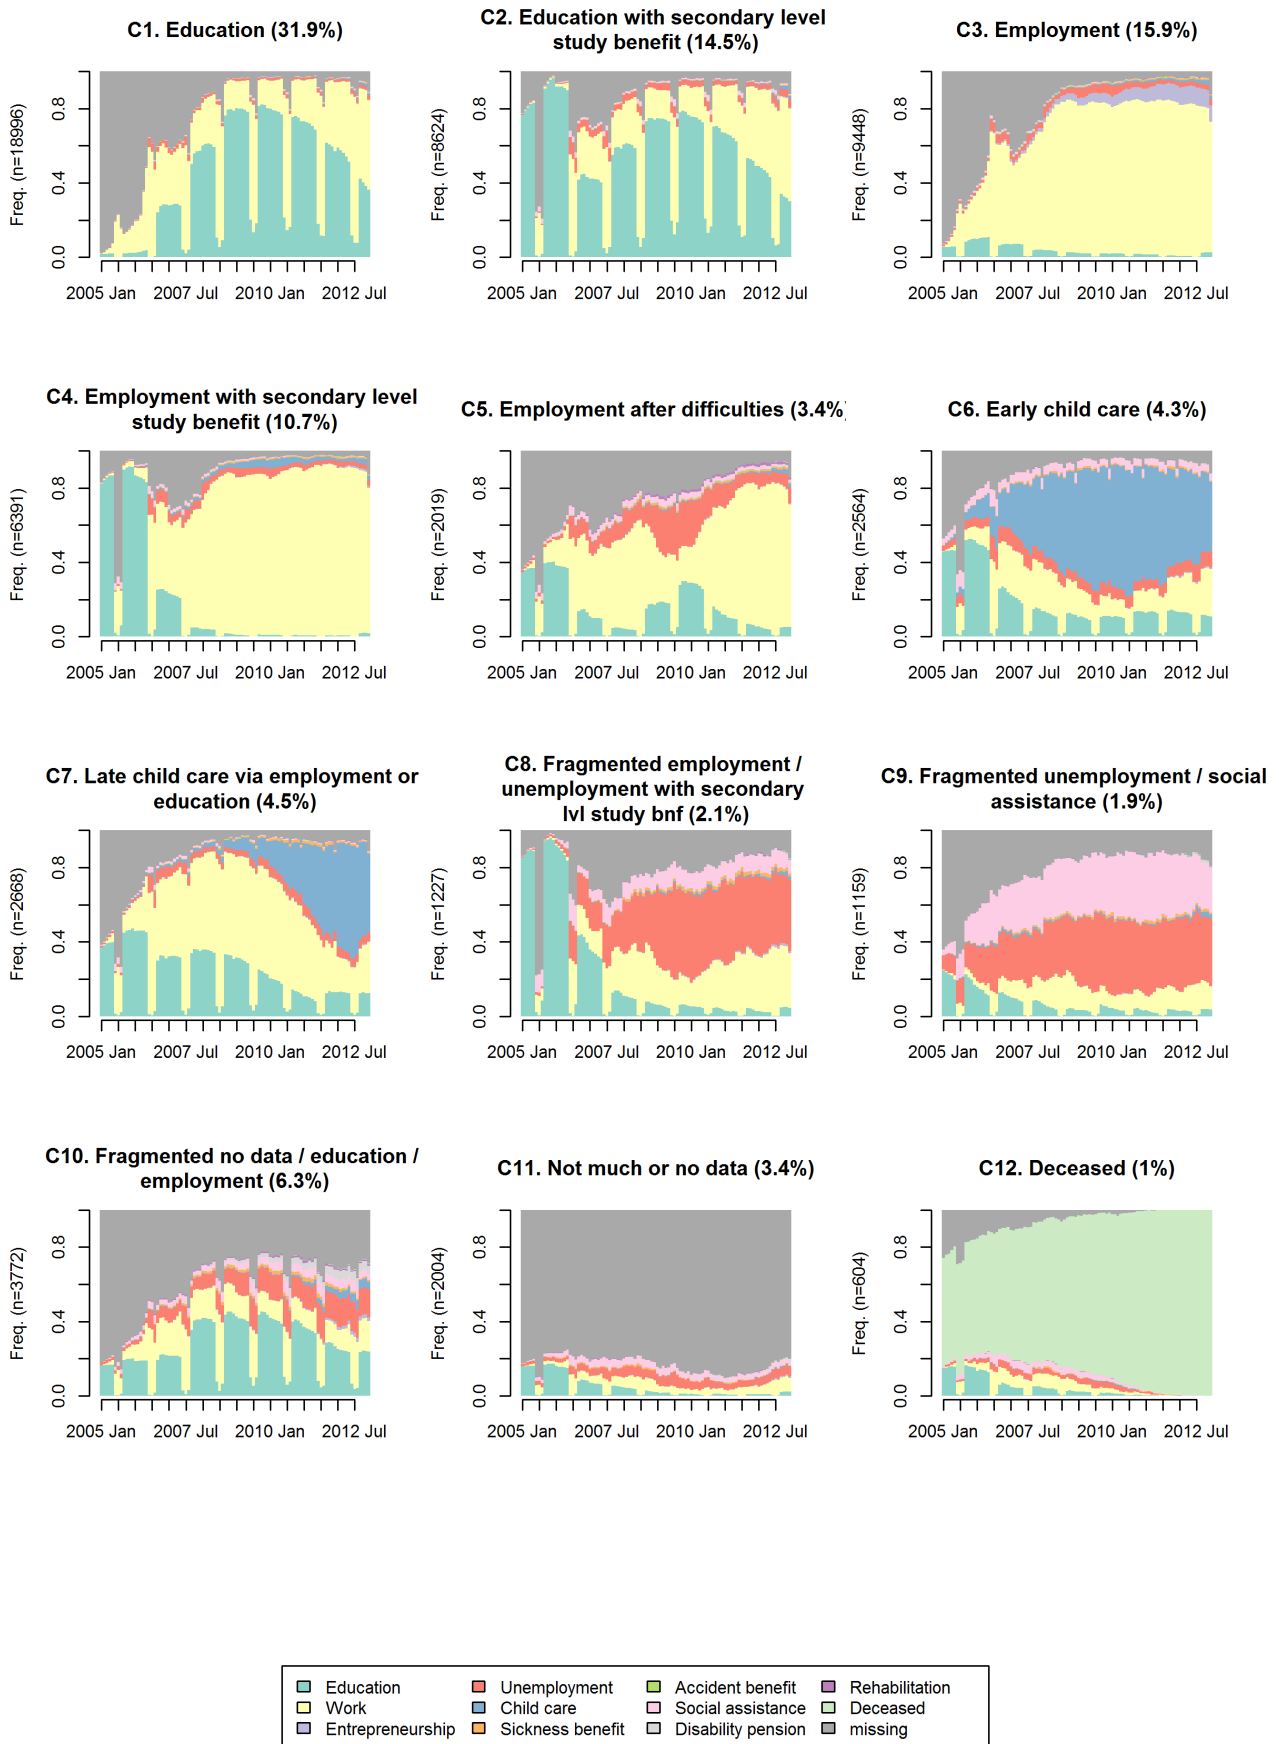 C1. Education (31.9%)
Freq. (n=18996)
0.0 0.4 0.8
2005 Jan 2007 Jul 2010 Jan 2012 Jul
C2. Education with secondary level
study benefit (14.5%)
Freq. (n=8624)
0.0 0.4 0.8
2005 Jan 2007 Jul 2010 Jan 2012 Jul
C3. Employment (15.9%)
Freq. (n=9448)
0.0 0.4 0.8
2005 Jan 2007 Jul 2010 Jan 2012 Jul
C4. Employment with secondary level
study benefit (10.7%)
Freq. (n=6391)
0.0 0.4 0.8
2005 Jan 2007 Jul 2010 Jan 2012 Jul
C5. Employment after difficulties (3.4%)
Freq. (n=2019)
0.0 0.4 0.8
2005 Jan 2007 Jul 2010 Jan 2012 Jul
C6. Early child care (4.3%)
Freq. (n=2564)
0.0 0.4 0.8
2005 Jan 2007 Jul 2010 Jan 2012 Jul
C7. Late child care via employment or
education (4.5%)
Freq. (n=2668)
0.0 0.4 0.8
2005 Jan 2007 Jul 2010 Jan 2012 Jul
C8. Fragmented employment /
unemployment with secondary
lvl study bnf (2.1%)
Freq. (n=1227)
0.0 0.4 0.8
2005 Jan 2007 Jul 2010 Jan 2012 Jul
C9. Fragmented unemployment / social
assistance (1.9%)
Freq. (n=1159)
0.0 0.4 0.8
2005 Jan 2007 Jul 2010 Jan 2012 Jul
C10. Fragmented no data / education /
employment (6.3%)
Freq. (n=3772)
0.0 0.4 0.8
2005 Jan 2007 Jul 2010 Jan 2012 Jul
C11. Not much or no data (3.4%)
Freq. (n=2004)
0.0 0.4 0.8
2005 Jan 2007 Jul 2010 Jan 2012 Jul
C12. Deceased (1%)
Freq. (n=604)
0.0 0.4 0.8
2005 Jan 2007 Jul 2010 Jan 2012 Jul
Education Unemployment Accident benefit Rehabilitation
Work Child care Social assistance Deceased
Entrepreneurship Sickness benefit Disability pension missing